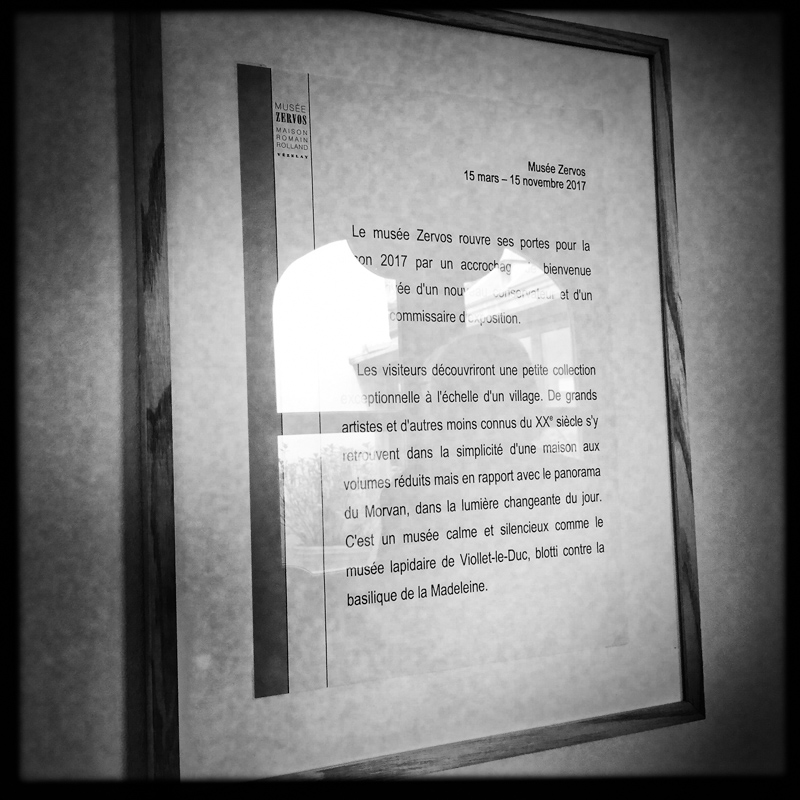 MUSÉE
ZERVOS
MAISON
ROMAIN
ROLLAND
VÉZELAY
Musée Zervos
15 mars – 15 novembre 2017
Le musée Zervos rouvre ses portes pour la
2017 par un bienvenue
d'un conservateur et d'un
commissaire d'exposition.
Les visiteurs découvriront une petite collection
exceptionnelle à l'échelle d'un village. De grands
artistes et d'autres moins connus du XXe siècle s'y
retrouvent dans la simplicité d'une maison aux
volumes réduits mais en rapport avec le panorama
du Morvan, dans la lumière changeante du jour.
C'est un musée calme et silencieux comme le
musée lapidaire de Viollet-le-Duc, blotti contre la
basilique de la Madeleine.